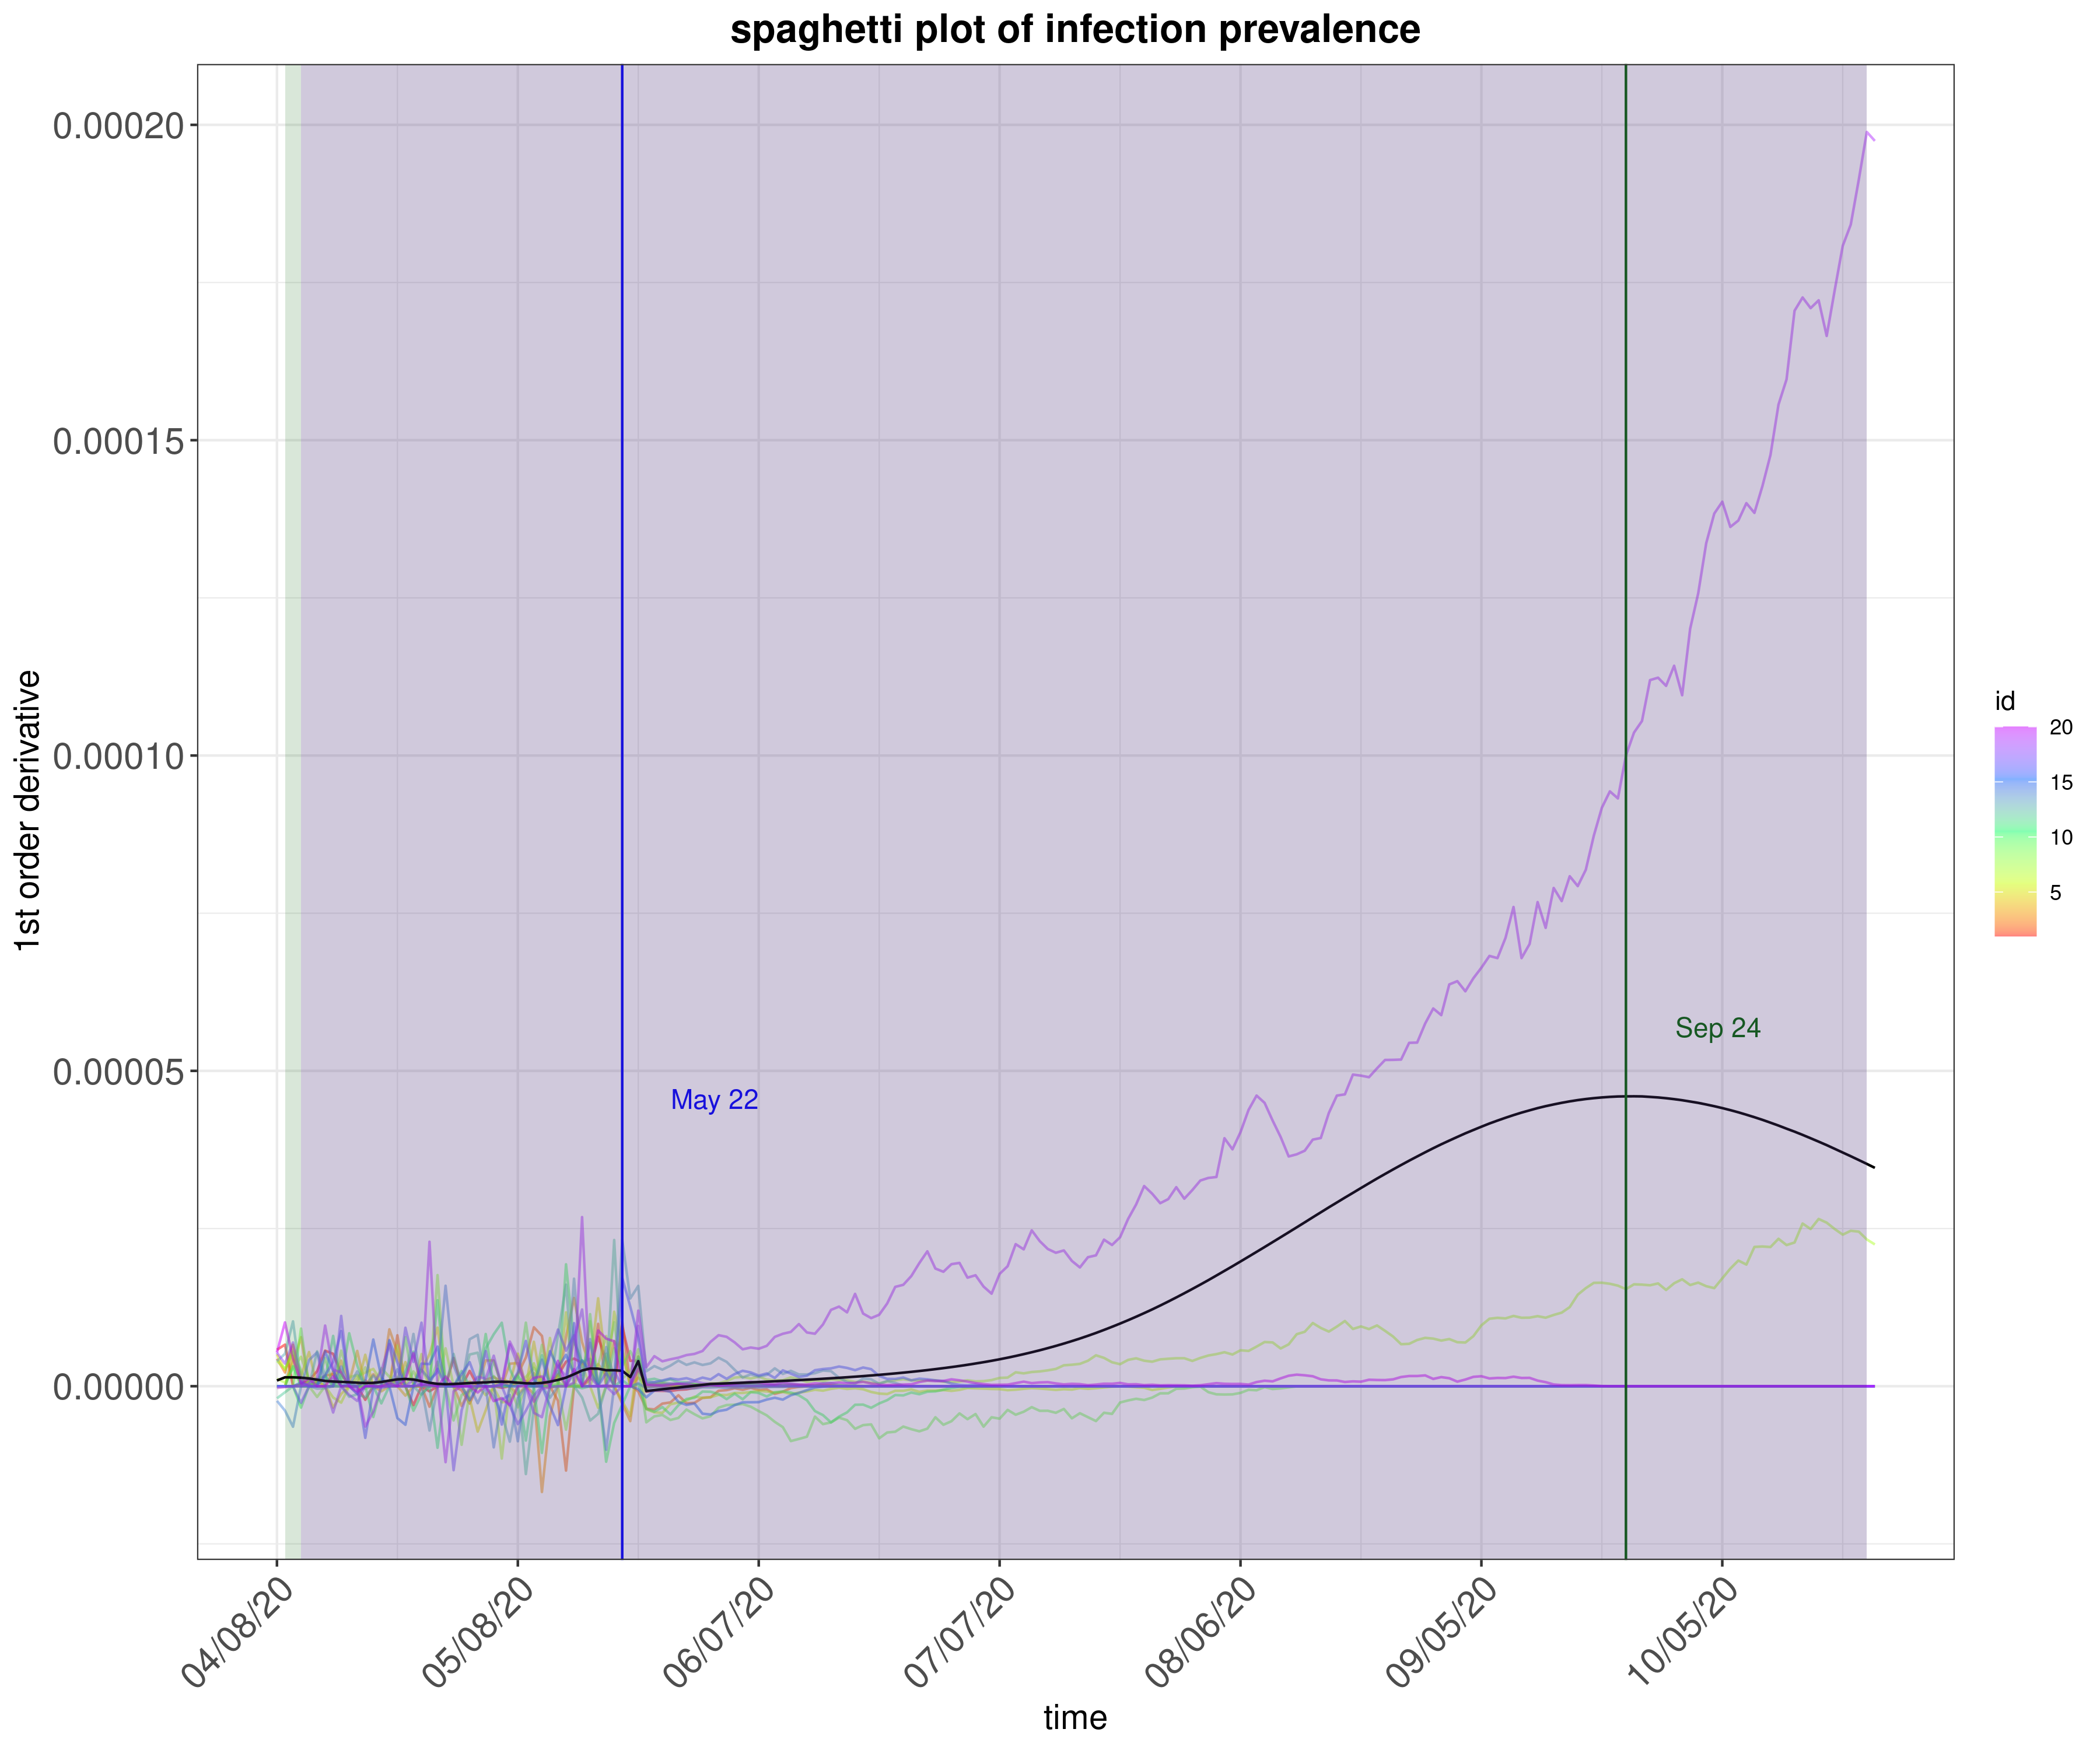 spaghetti plot of infection prevalence
0.00020
0.00015
0.00010
0.00005
0.00000
1st order derivative
May 22
Sep 24
id
20
15
10
5
04/08/20
05/08/20
06/07/20
07/07/20
08/06/20
09/05/20
10/05/20
time